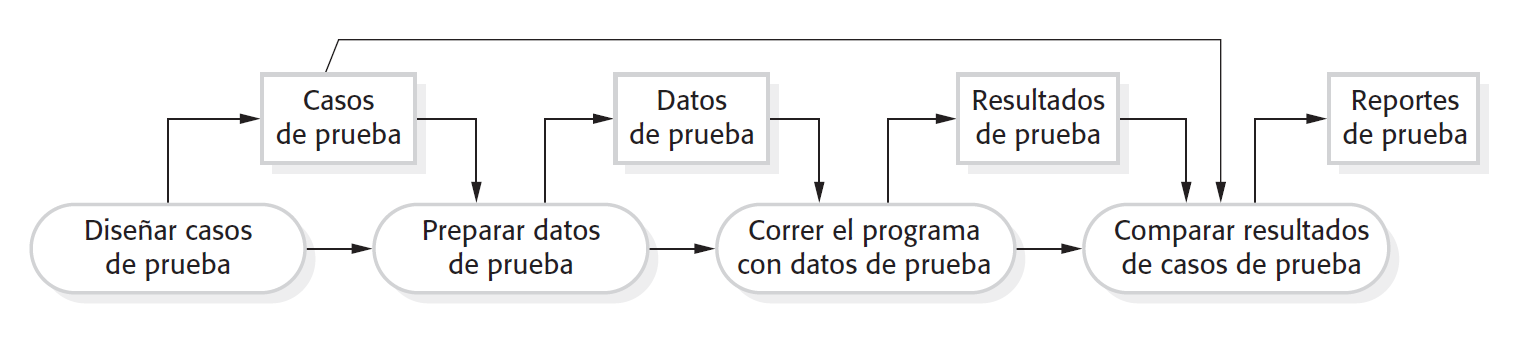 Casos
de prueba
Datos
de prueba
Resultados
de prueba
Reportes
de prueba
Diseñar casos
de prueba
Preparar datos
de prueba
Correr el programa
con datos de prueba
Comparar resultados
de casos de prueba